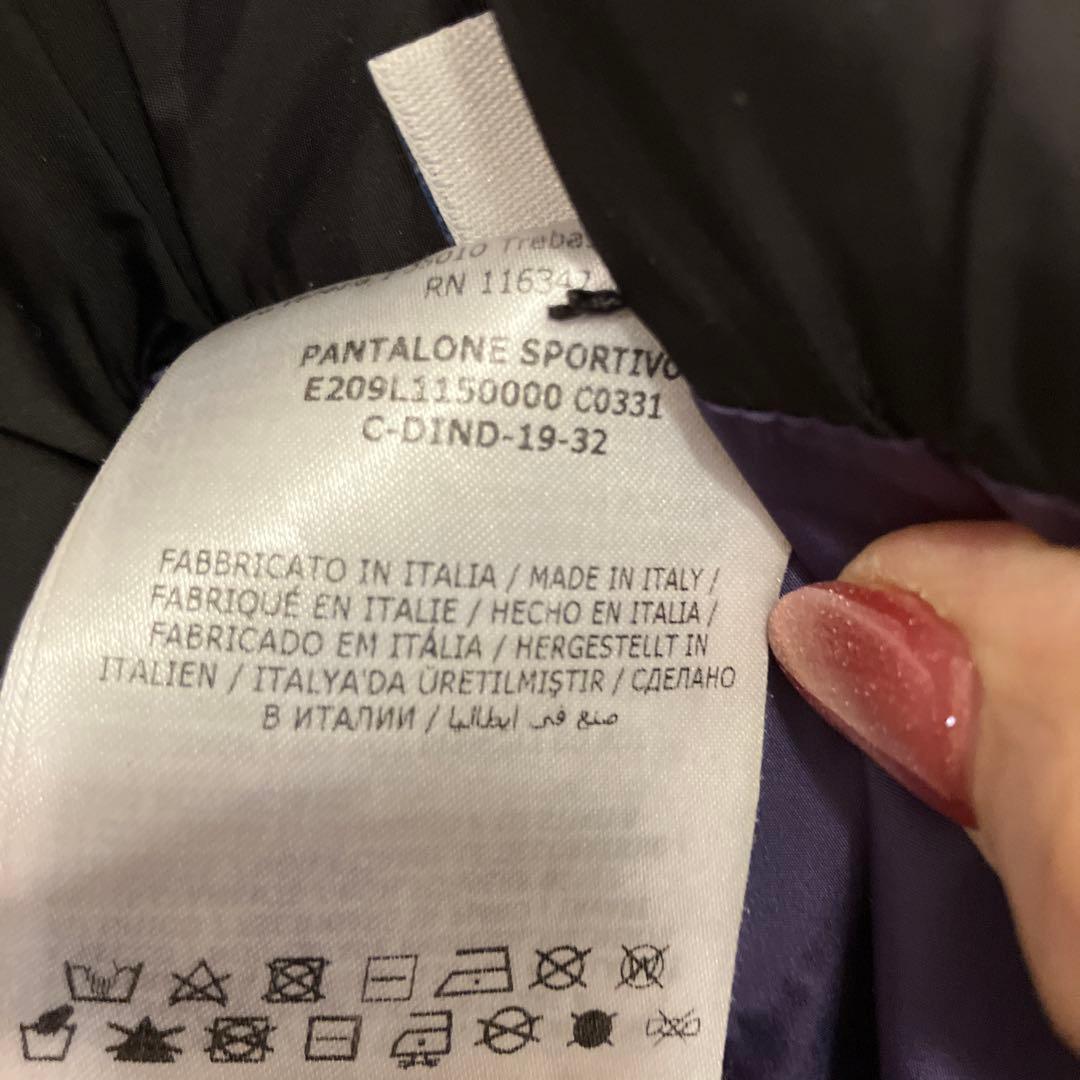 RN 116347
PANTALONE SPORTIVO
E209L1150000 C0331
C-DIND-19-32
FABBRICATO IN ITALIA / MADE IN ITALY /
FABRIQUÉ EN ITALIE / HECHO EN ITALIA /
FABRICADO EM ITÁLIA / HERGESTELLT IN
ITALIEN / ITALYA'DA ÜRETILMIŞTIR / СДЕЛАНО
В ИТАЛИИ / صنع في ايطاليا